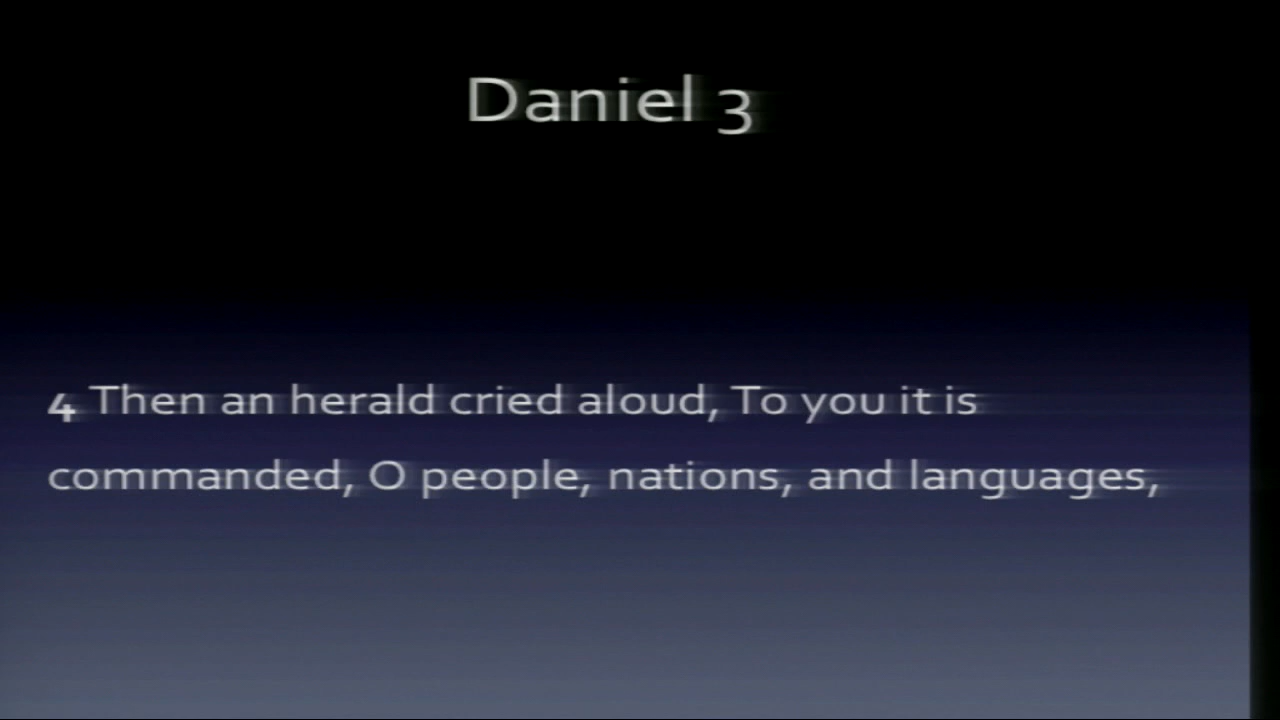 Daniel 3
4 Then an herald cried aloud, To you it is
commanded, O people, nations, and languages,